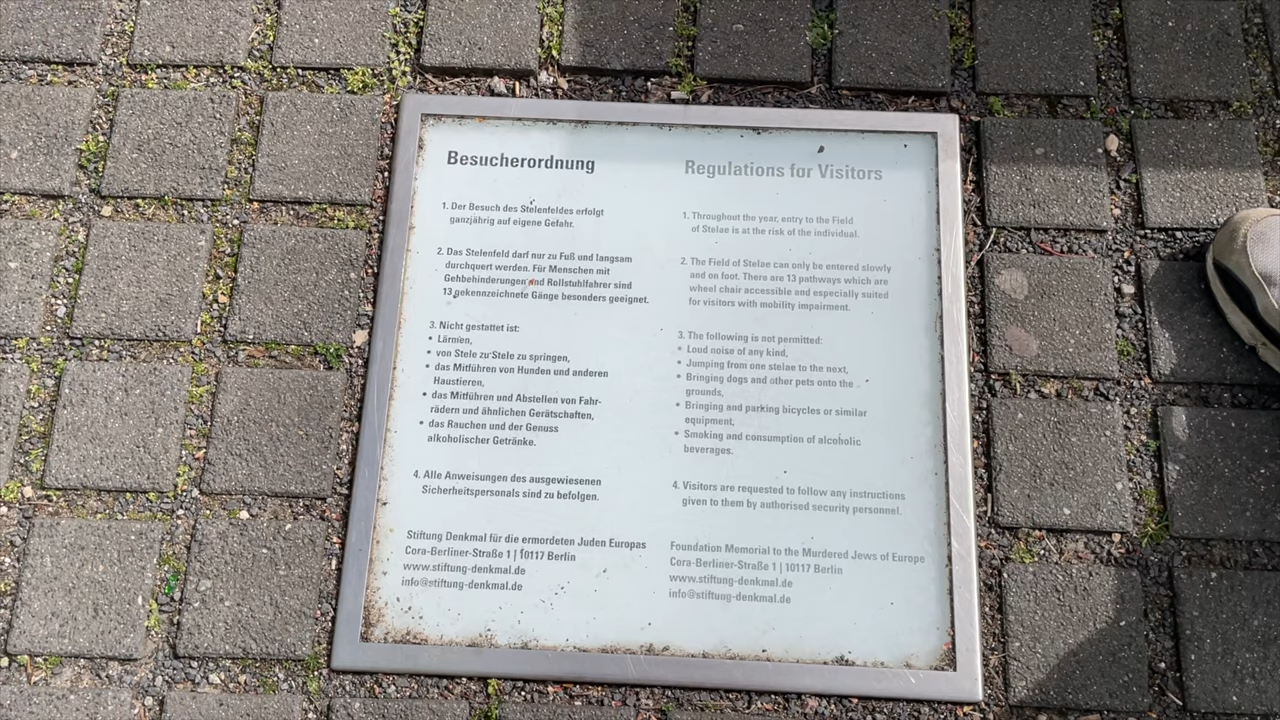 Besucherordnung
1. Der Besuch des Stelenfeldes erfolgt
ganzjährig auf eigene Gefahr.
2. Das Stelenfeld darf nur zu Fuß und langsam
durchquert werden. Für Menschen mit
Gehbehinderungen und Rollstuhlfahrer sind
13 gekennzeichnete Gänge besonders geeignet.
3. Nicht gestattet ist:
• Lärmen,
• von Stele zu Stele zu springen,
• das Mitführen von Hunden und anderen
Haustieren,
• das Mitführen und Abstellen von Fahr-
rädern und ähnlichen Gerätschaften,
• das Rauchen und der Genuss
alkoholischer Getränke.
4. Alle Anweisungen des ausgewiesenen
Sicherheitspersonals sind zu befolgen.
Stiftung Denkmal für die ermordeten Juden Europas
Cora-Berliner-Straße 1 | 10117 Berlin
www.stiftung-denkmal.de
info@stiftung-denkmal.de
Regulations for Visitors
1. Throughout the year, entry to the Field
of Stelae is at the risk of the individual.
2. The Field of Stelae can only be entered slowly
and on foot. There are 13 pathways which are
wheel chair accessible and especially suited
for visitors with mobility impairment.
3. The following is not permitted:
• Loud noise of any kind,
• Jumping from one stelae to the next,
• Bringing dogs and other pets onto the
grounds,
• Bringing and parking bicycles or similar
equipment,
• Smoking and consumption of alcoholic
beverages.
4. Visitors are requested to follow any instructions
given to them by authorised security personnel.
Foundation Memorial to the Murdered Jews of Europe
Cora-Berliner-Straße 1 | 10117 Berlin
www.stiftung-denkmal.de
info@stiftung-denkmal.de